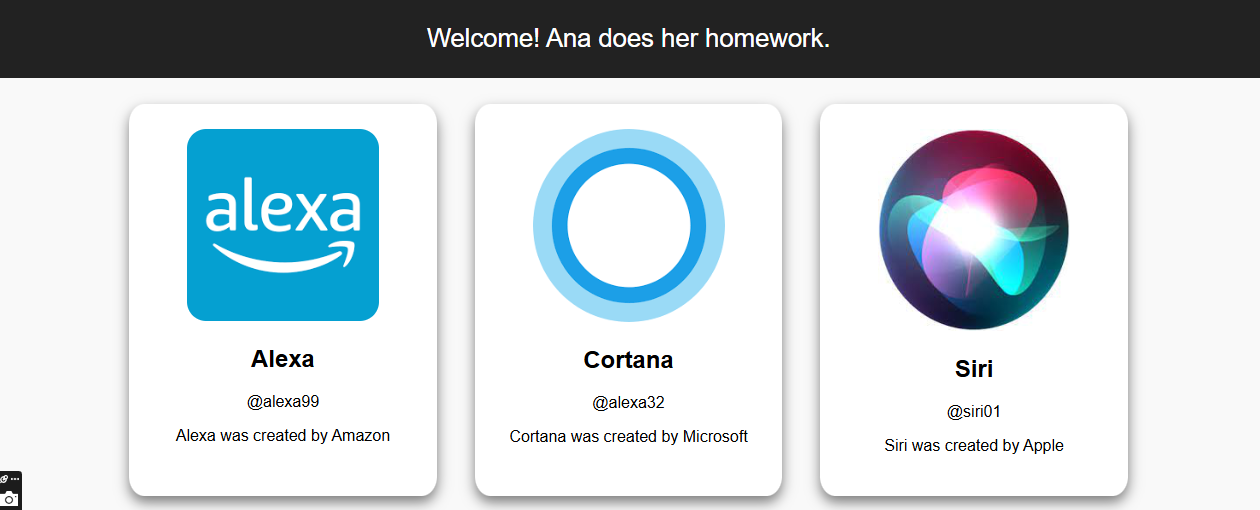 Welcome! Ana does her homework.
alexa
Alexa
@alexa99
Alexa was created by Amazon
Cortana
@alexa32
Cortana was created by Microsoft
Siri
@siri01
Siri was created by Apple